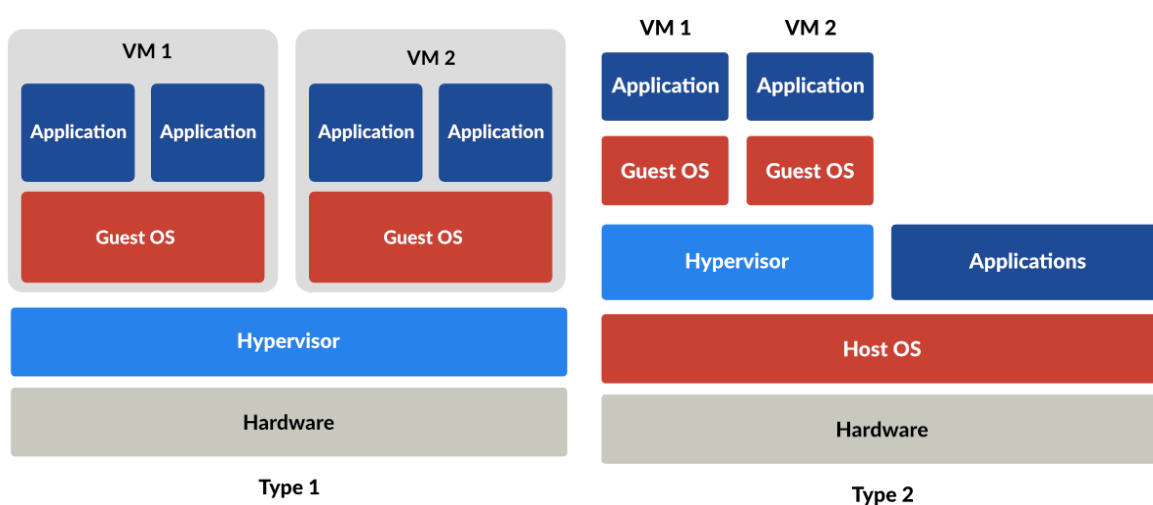 VM 1
VM 2
Application
Application
Application
Application
Guest OS
Guest OS
Hypervisor
Hardware
Type 1
VM 1
VM 2
Application
Application
Guest OS
Guest OS
Hypervisor
Applications
Host OS
Hardware
Type 2